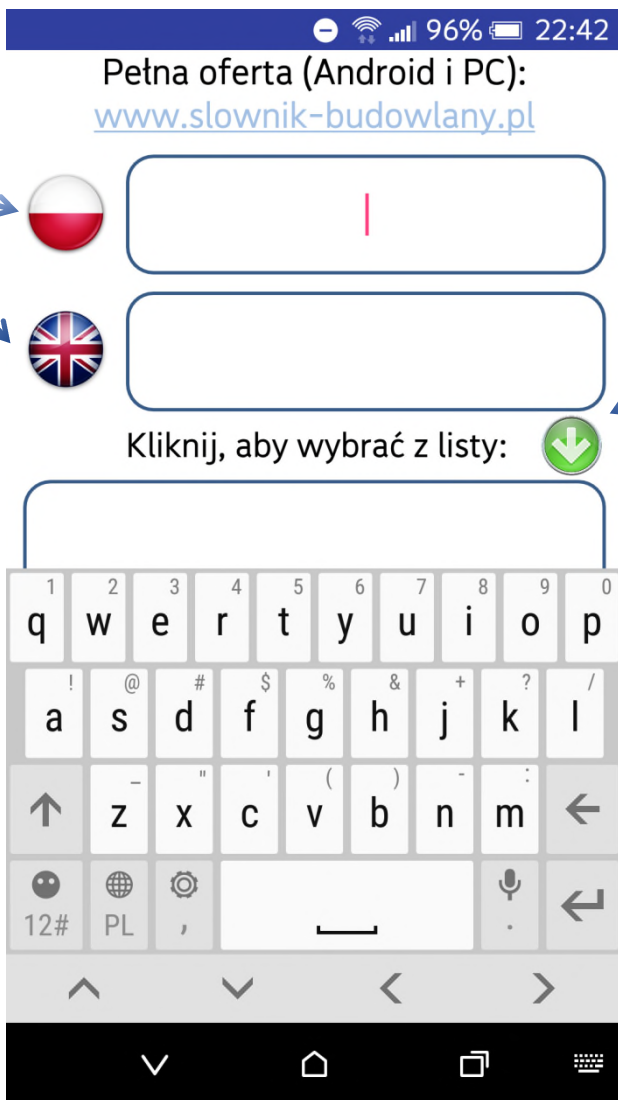 96% 22:42
Pełna oferta (Android i PC):
www.slownik-budowlany.pl
Kliknij, aby wybrać z listy:
1 2 3 4 5 6 7 8 9 0
q w e r t y u i o p
! @ # $ % & + ? /
a s d f g h j k l
_ " ' ( ) - :
z x c v b n m
12# PL , .